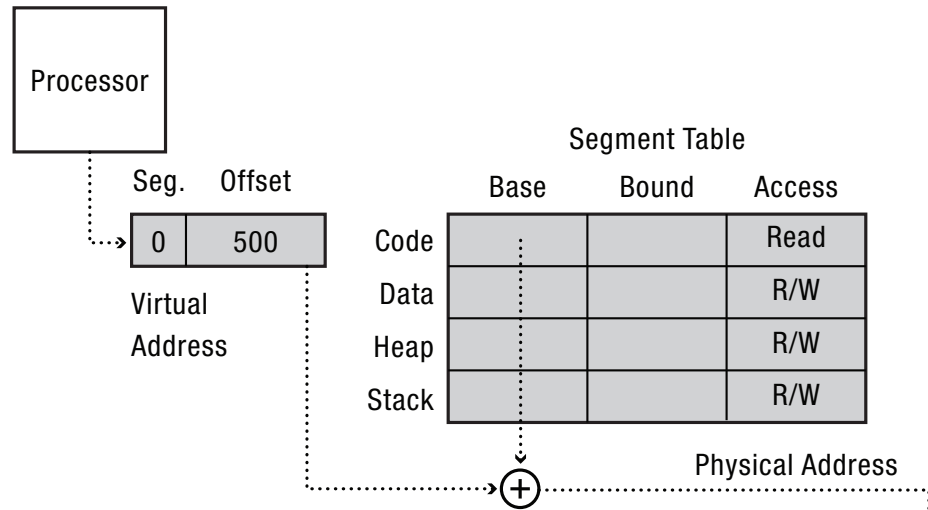 Processor
Segment Table
Seg. Offset
Base Bound Access
0 500
Code Read
Data R/W
Virtual
Address
Heap R/W
Stack R/W
Physical Address